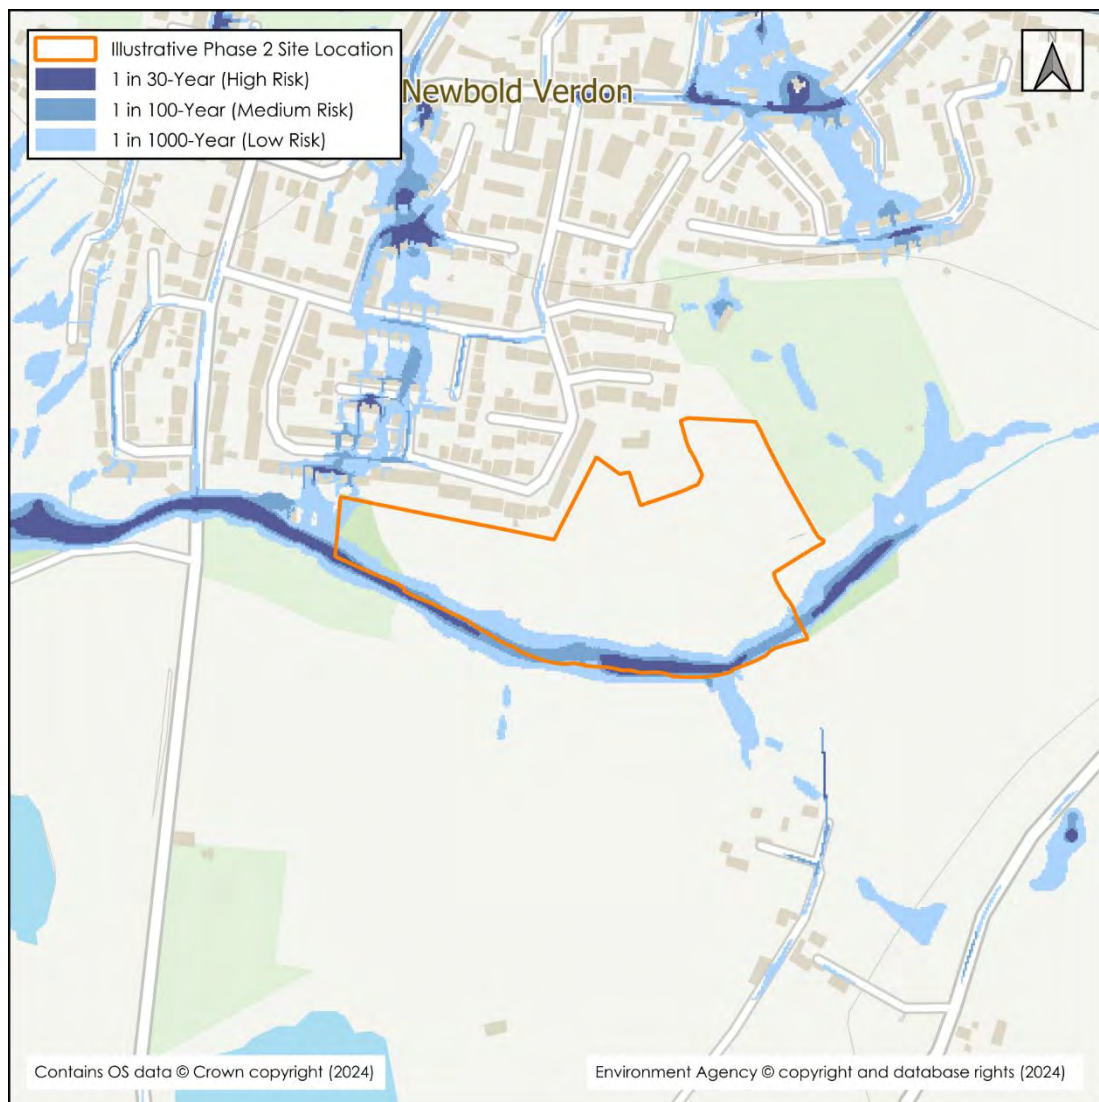 Illustrative Phase 2 Site Location
1 in 30-Year (High Risk)
1 in 100-Year (Medium Risk)
1 in 1000-Year (Low Risk)
Newbold Verdon
N
Contains OS data © Crown copyright (2024)
Environment Agency © copyright and database rights (2024)